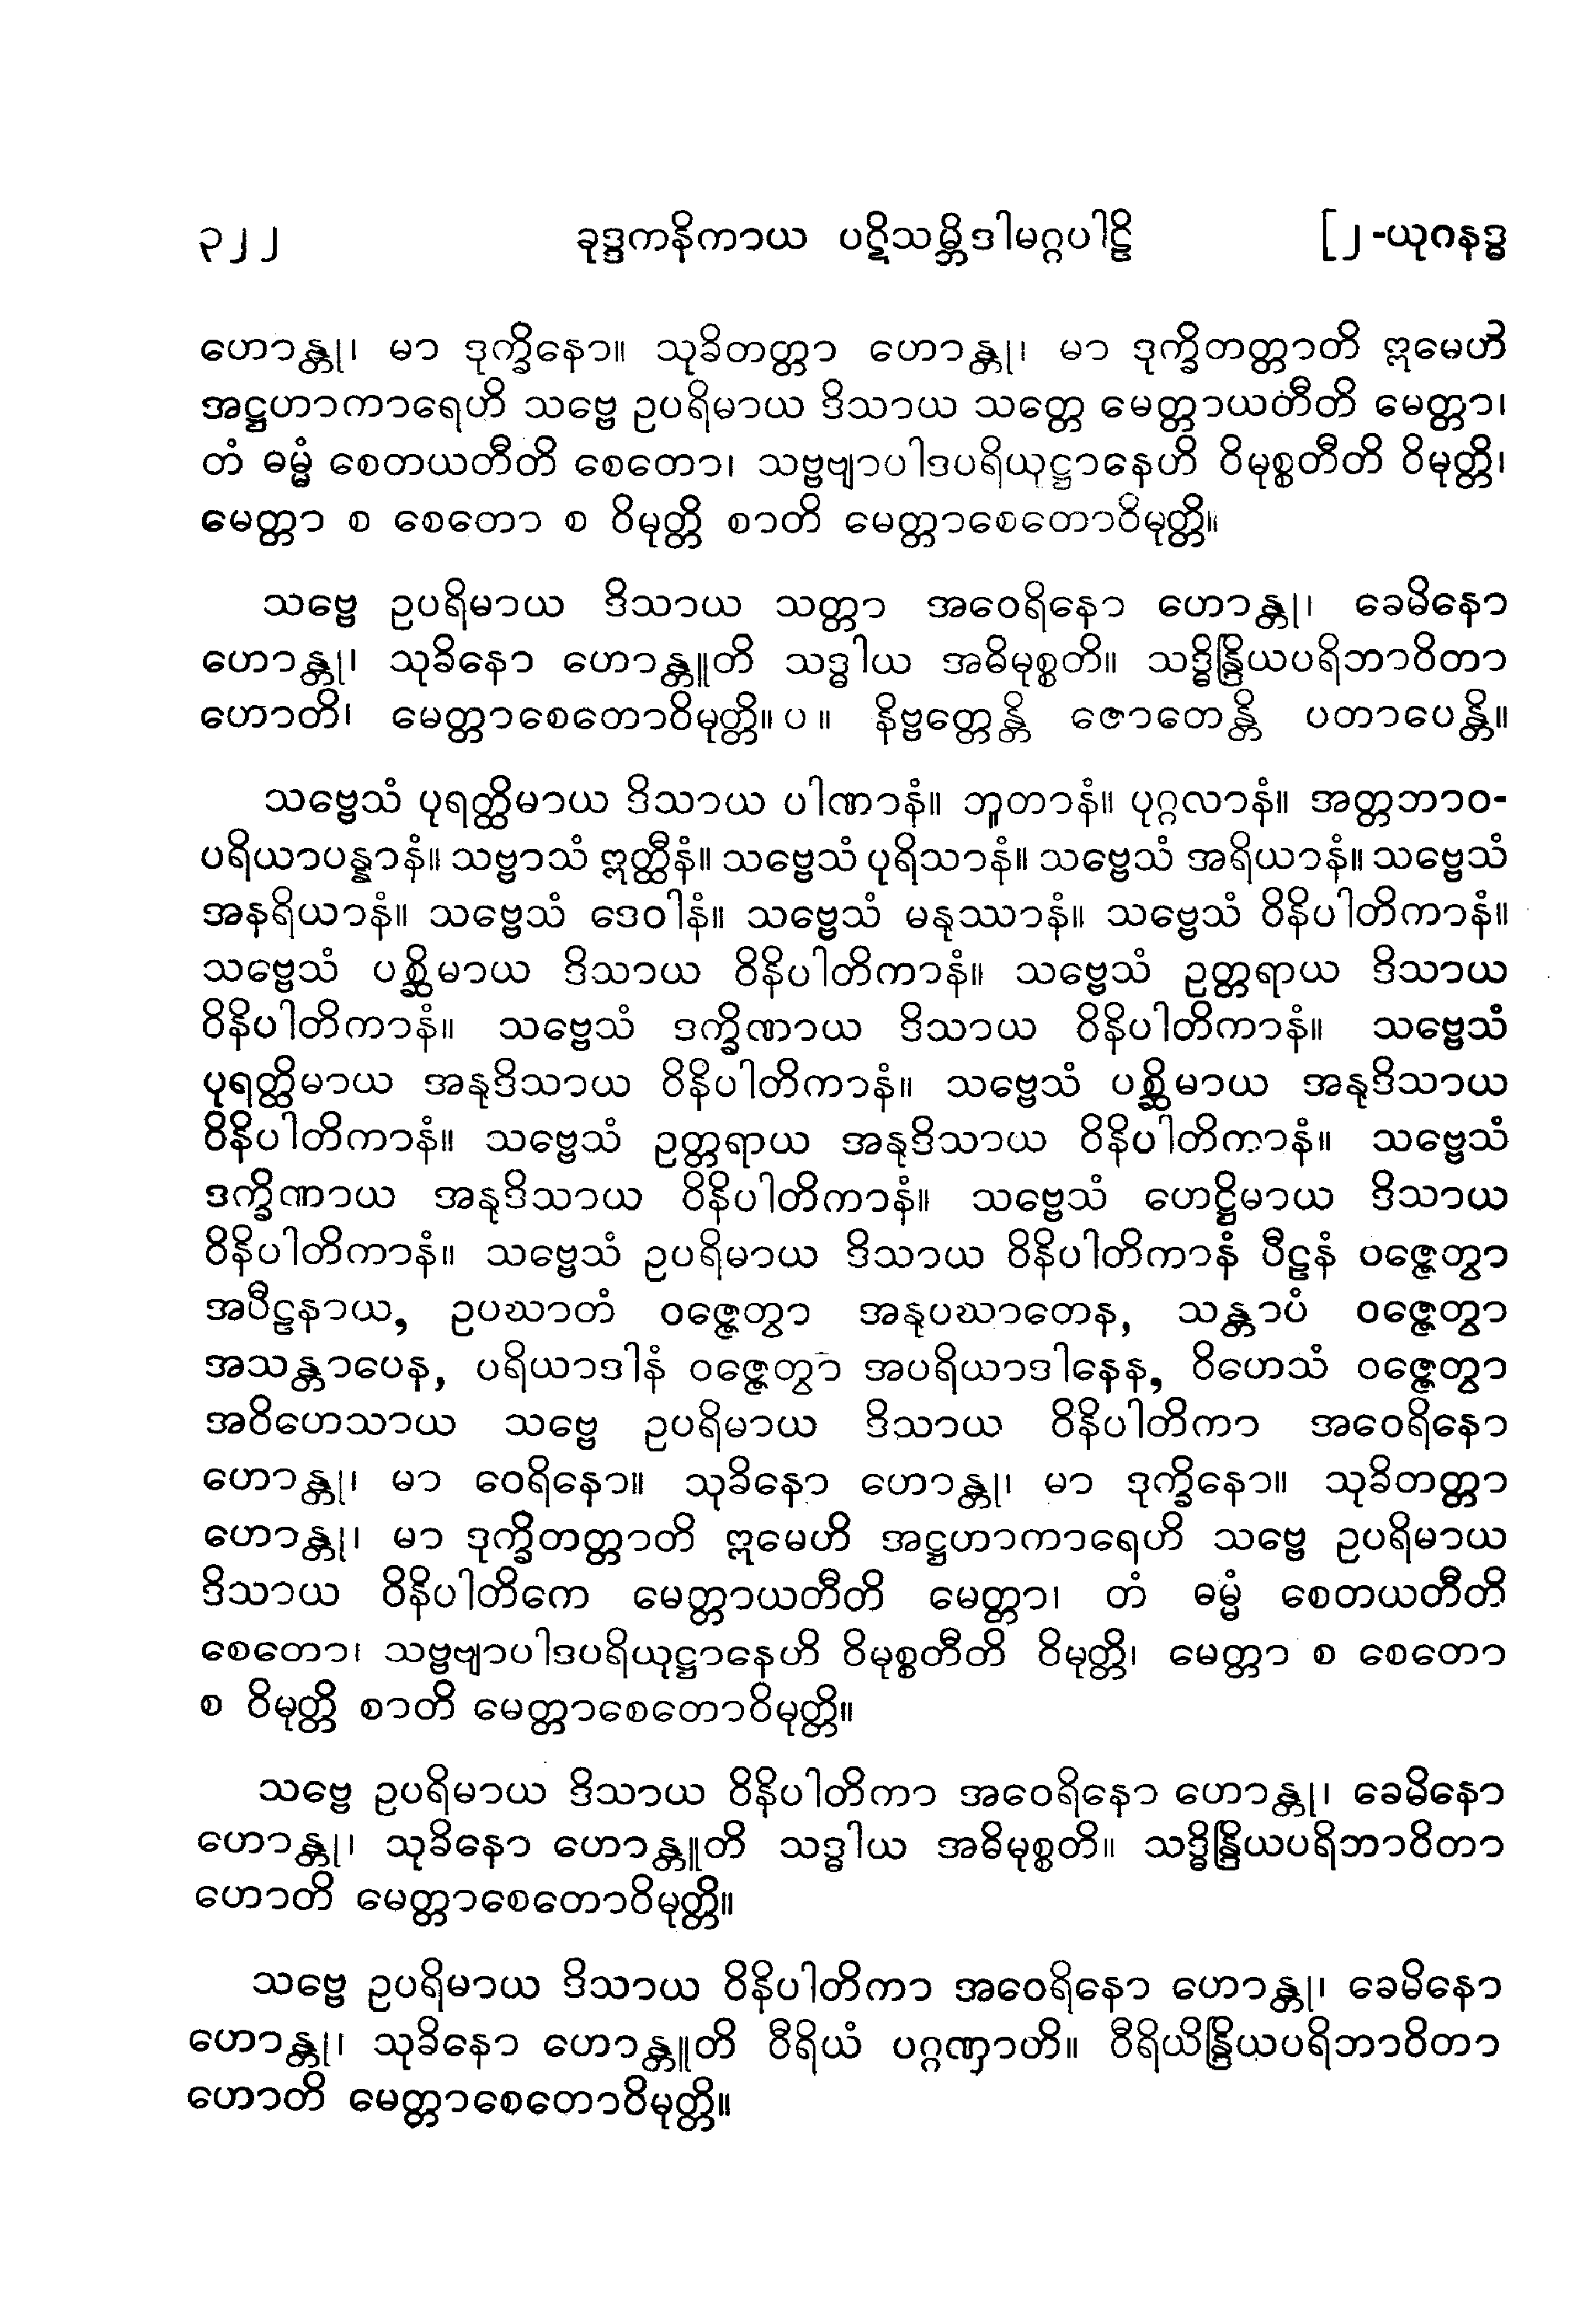 ၃၂၂ ခုဒ္ဒကနိကာယ ပဋိသမ္ဘိဒါမဂ္ဂပါဠိ [၂-ယုဂနဒ္ဓ
ဟောန္တု၊ မာ ဒုက္ခိနော။ သုခိတတ္တာ ဟောန္တု၊ မာ ဒုက္ခိတတ္တာတိ ဣမေဟိ
အဋ္ဌဟာကာရေဟိ သဗ္ဗေ ဥပရိမာယ ဒိသာယ သတ္တေ မေတ္တာယတီတိ မေတ္တာ၊
တံ ဓမ္မံ စေတယတီတိ စေတော၊ သဗ္ဗဗျာပါဒပရိယုဋ္ဌာနေဟိ ဝိမုစ္စတီတိ ဝိမုတ္တိ၊
မေတ္တာ စ စေတော စ ဝိမုတ္တိ စာတိ မေတ္တာစေတောဝိမုတ္တိ။
သဗ္ဗေ ဥပရိမာယ ဒိသာယ သတ္တာ အဝေရိနော ဟောန္တု၊ ခေမိနော
ဟောန္တု၊ သုခိနော ဟောန္တူတိ သဒ္ဓါယ အဓိမုစ္စတိ။ သဒ္ဓိန္ဒြိယပရိဘာဝိတာ
ဟောတိ၊ မေတ္တာစေတောဝိမုတ္တိ။ ပ ။ နိဗ္ဗတ္တေန္တိ ဇောတေန္တိ ပတာပေန္တိ။
သဗ္ဗေသံ ပုရတ္ထိမာယ ဒိသာယ ပါဏာနံ။ ဘူတာနံ။ ပုဂ္ဂလာနံ။ အတ္တဘာဝ-
ပရိယာပန္နာနံ။ သဗ္ဗာသံ ဣတ္ထီနံ။ သဗ္ဗေသံ ပုရိသာနံ။ သဗ္ဗေသံ အရိယာနံ။ သဗ္ဗေသံ
အနရိယာနံ။ သဗ္ဗေသံ ဒေဝါနံ။ သဗ္ဗေသံ မနုဿာနံ။ သဗ္ဗေသံ ဝိနိပါတိကာနံ။
သဗ္ဗေသံ ပစ္ဆိမာယ ဒိသာယ ဝိနိပါတိကာနံ။ သဗ္ဗေသံ ဥတ္တရာယ ဒိသာယ
ဝိနိပါတိကာနံ။ သဗ္ဗေသံ ဒက္ခိဏာယ ဒိသာယ ဝိနိပါတိကာနံ။ သဗ္ဗေသံ
ပုရတ္ထိမာယ အနုဒိသာယ ဝိနိပါတိကာနံ။ သဗ္ဗေသံ ပစ္ဆိမာယ အနုဒိသာယ
ဝိနိပါတိကာနံ။ သဗ္ဗေသံ ဥတ္တရာယ အနုဒိသာယ ဝိနိပါတိကာနံ။ သဗ္ဗေသံ
ဒက္ခိဏာယ အနုဒိသာယ ဝိနိပါတိကာနံ။ သဗ္ဗေသံ ဟေဋ္ဌိမာယ ဒိသာယ
ဝိနိပါတိကာနံ။ သဗ္ဗေသံ ဥပရိမာယ ဒိသာယ ဝိနိပါတိကာနံ ပီဠနံ ဝဇ္ဇေတွာ
အပီဠနာယ, ဥပဃာတံ ဝဇ္ဇေတွာ အနုပဃာတေန, သန္တာပံ ဝဇ္ဇေတွာ
အသန္တာပေန, ပရိယာဒါနံ ဝဇ္ဇေတွာ အပရိယာဒါနေန, ဝိဟေသံ ဝဇ္ဇေတွာ
အဝိဟေသာယ သဗ္ဗေ ဥပရိမာယ ဒိသာယ ဝိနိပါတိကာ အဝေရိနော
ဟောန္တု၊ မာ ဝေရိနော။ သုခိနော ဟောန္တု၊ မာ ဒုက္ခိနော။ သုခိတတ္တာ
ဟောန္တု၊ မာ ဒုက္ခိတတ္တာတိ ဣမေဟိ အဋ္ဌဟာကာရေဟိ သဗ္ဗေ ဥပရိမာယ
ဒိသာယ ဝိနိပါတိကေ မေတ္တာယတီတိ မေတ္တာ၊ တံ ဓမ္မံ စေတယတီတိ
စေတော၊ သဗ္ဗဗျာပါဒပရိယုဋ္ဌာနေဟိ ဝိမုစ္စတီတိ ဝိမုတ္တိ၊ မေတ္တာ စ စေတော
စ ဝိမုတ္တိ စာတိ မေတ္တာစေတောဝိမုတ္တိ။
သဗ္ဗေ ဥပရိမာယ ဒိသာယ ဝိနိပါတိကာ အဝေရိနော ဟောန္တု၊ ခေမိနော
ဟောန္တု၊ သုခိနော ဟောန္တူတိ သဒ္ဓါယ အဓိမုစ္စတိ။ သဒ္ဓိန္ဒြိယပရိဘာဝိတာ
ဟောတိ မေတ္တာစေတောဝိမုတ္တိ။
သဗ္ဗေ ဥပရိမာယ ဒိသာယ ဝိနိပါတိကာ အဝေရိနော ဟောန္တု၊ ခေမိနော
ဟောန္တု၊ သုခိနော ဟောန္တူတိ ဝီရိယံ ပဂ္ဂဏှာတိ။ ဝီရိယိန္ဒြိယပရိဘာဝိတာ
ဟောတိ မေတ္တာစေတောဝိမုတ္တိ။